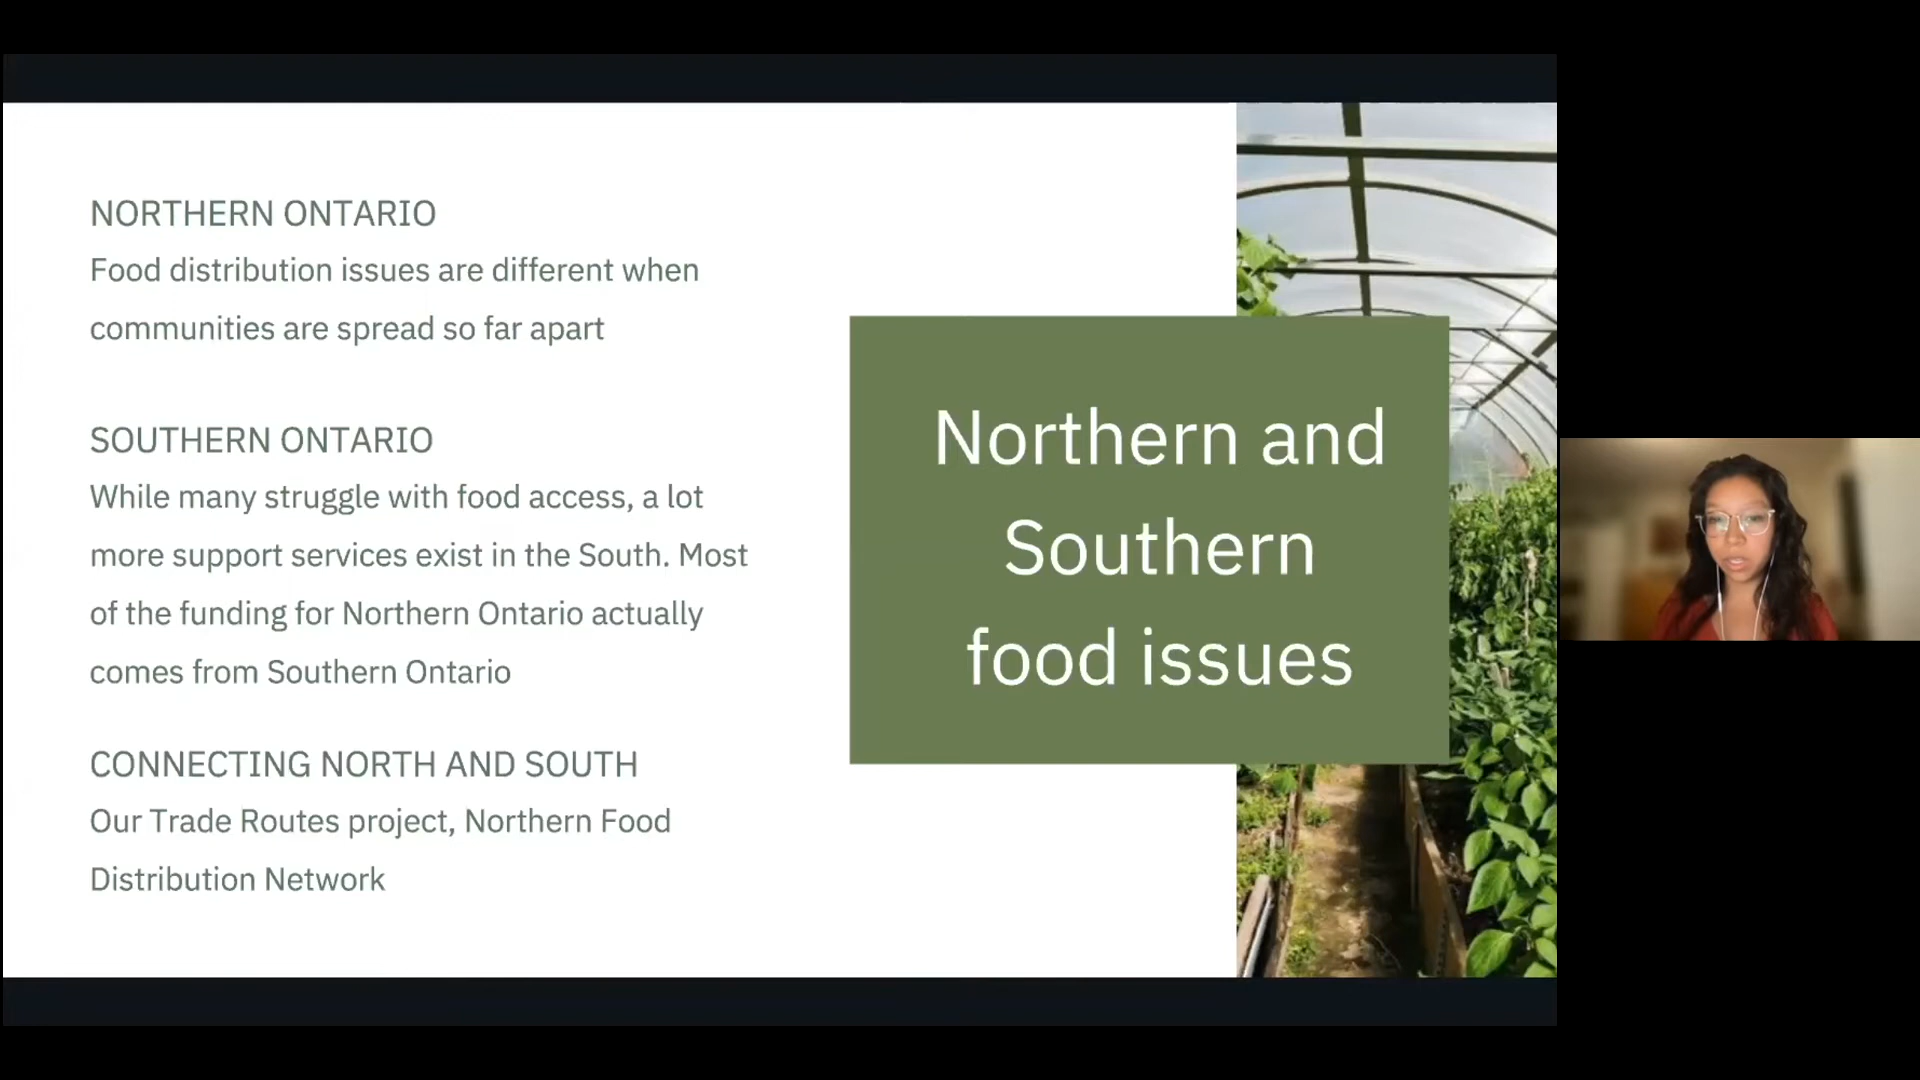 NORTHERN ONTARIO
Food distribution issues are different when
communities are spread so far apart
SOUTHERN ONTARIO
While many struggle with food access, a lot
more support services exist in the South. Most
of the funding for Northern Ontario actually
comes from Southern Ontario
CONNECTING NORTH AND SOUTH
Our Trade Routes project, Northern Food
Distribution Network
Northern and
Southern
food issues